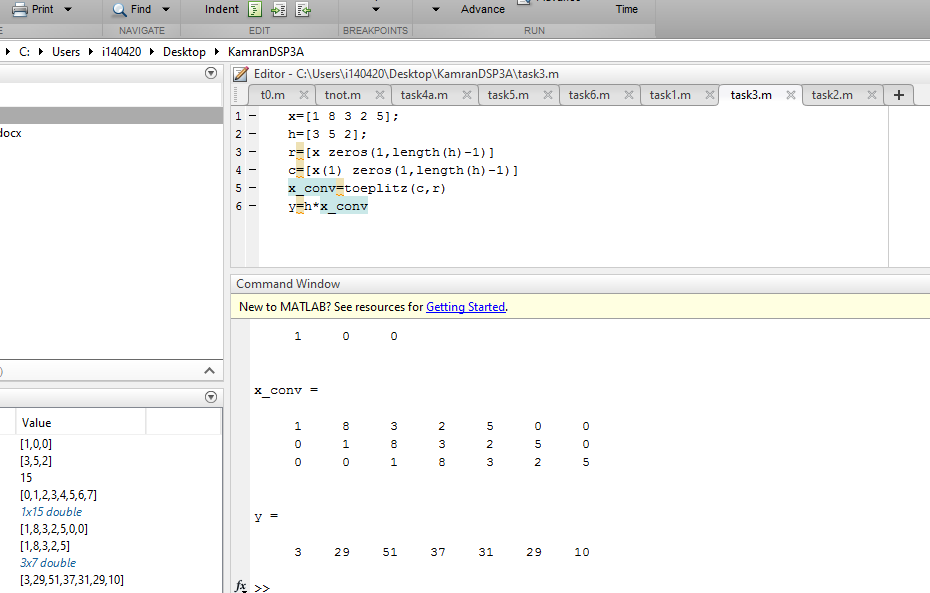 Print Find Indent Advance Time
NAVIGATE EDIT BREAKPOINTS RUN
C: Users i140420 Desktop KamranDSP3A
Editor - C:\Users\i140420\Desktop\KamranDSP3A\task3.m
t0.m tnot.m task4a.m task5.m task6.m task1.m task3.m task2.m +
ocx
1 x=[1 8 3 2 5];
2 h=[3 5 2];
3 r=[x zeros(1,length(h)-1)]
4 c=[x(1) zeros(1,length(h)-1)]
5 x_conv=toeplitz(c,r)
6 y=h*x_conv
Command Window
New to MATLAB? See resources for Getting Started.
1 0 0
x_conv =
1 8 3 2 5 0 0
0 1 8 3 2 5 0
0 0 1 8 3 2 5
y =
3 29 51 37 31 29 10
fx >>
Value
[1,0,0]
[3,5,2]
15
[0,1,2,3,4,5,6,7]
1x15 double
[1,8,3,2,5,0,0]
[1,8,3,2,5]
3x7 double
[3,29,51,37,31,29,10]